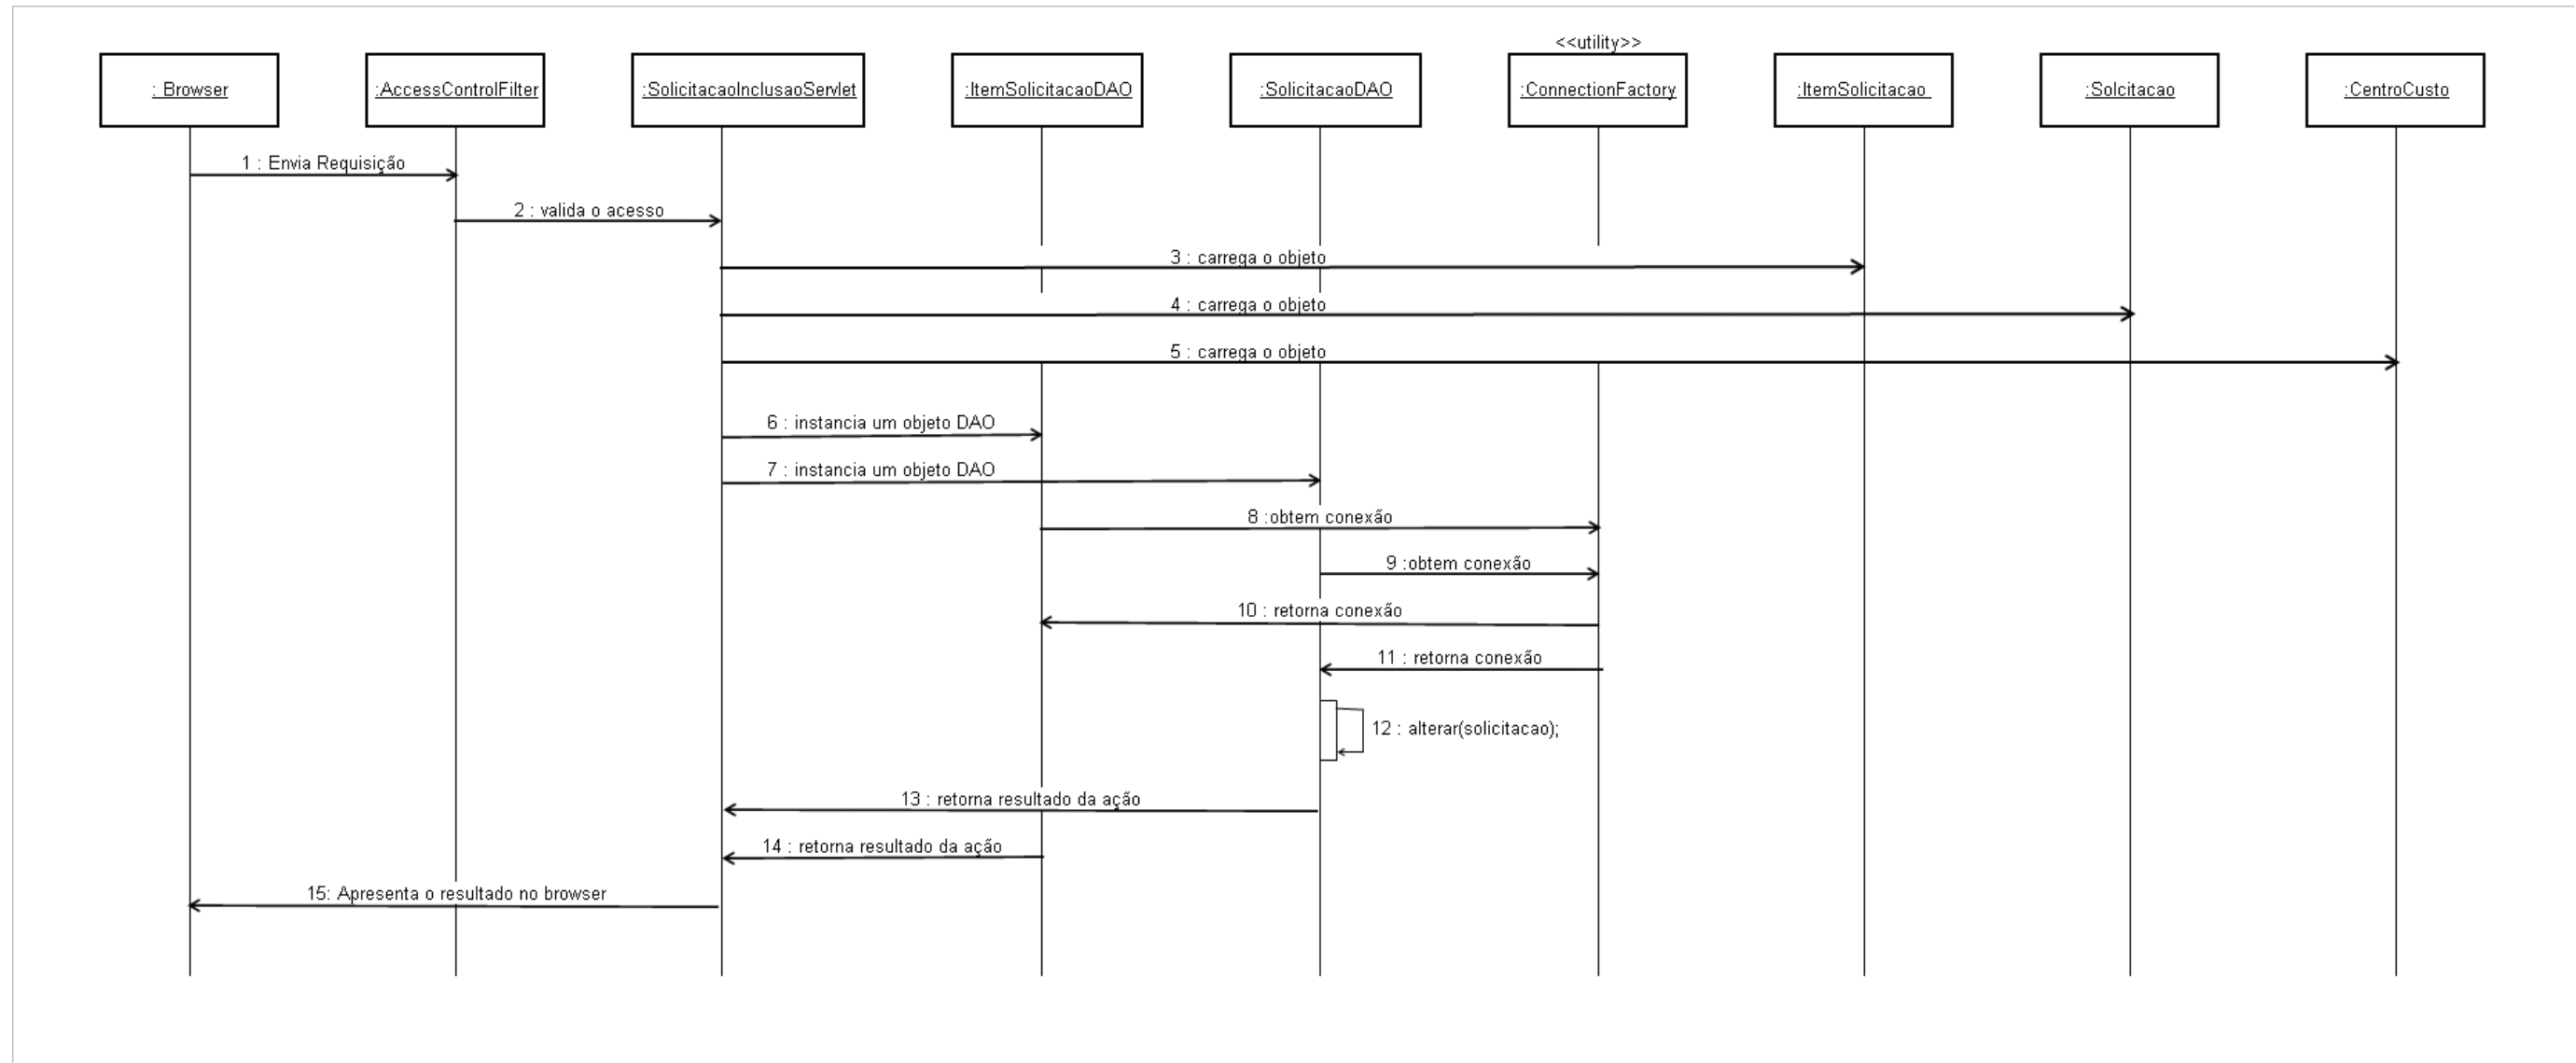 <<utility>>
: Browser
:AccessControlFilter
:SolicitacaoInclusaoServlet
:ItemSolicitacaoDAO
:SolicitacaoDAO
:ConnectionFactory
:ItemSolicitacao
:Solcitacao
:CentroCusto
1 : Envia Requisição
2 : valida o acesso
3 : carrega o objeto
4 : carrega o objeto
5 : carrega o objeto
6 : instancia um objeto DAO
7 : instancia um objeto DAO
8 :obtem conexão
9 :obtem conexão
10 : retorna conexão
11 : retorna conexão
12 : alterar(solicitacao);
13 : retorna resultado da ação
14 : retorna resultado da ação
15: Apresenta o resultado no browser